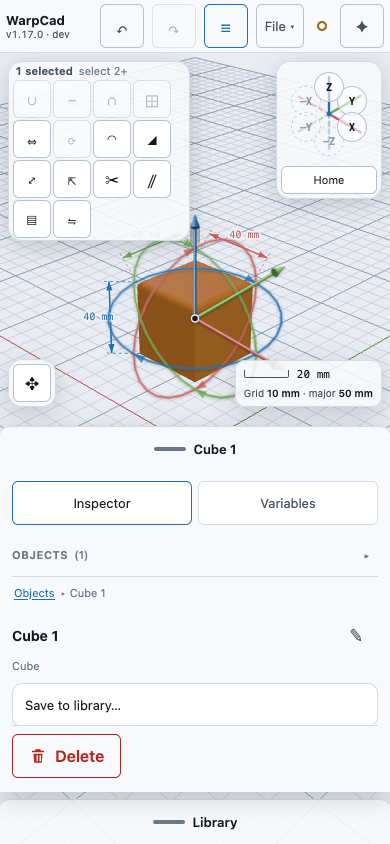 WarpCad
v1.17.0 · dev
File ▾
1 selected select 2+
Z
−X
Y
−Y
X
−Z
Home
40 mm
40 mm
40 mm
20 mm
Grid 10 mm · major 50 mm
Cube 1
Inspector
Variables
OBJECTS (1)
Objects ▸ Cube 1
Cube 1
Cube
Save to library…
Delete
Library